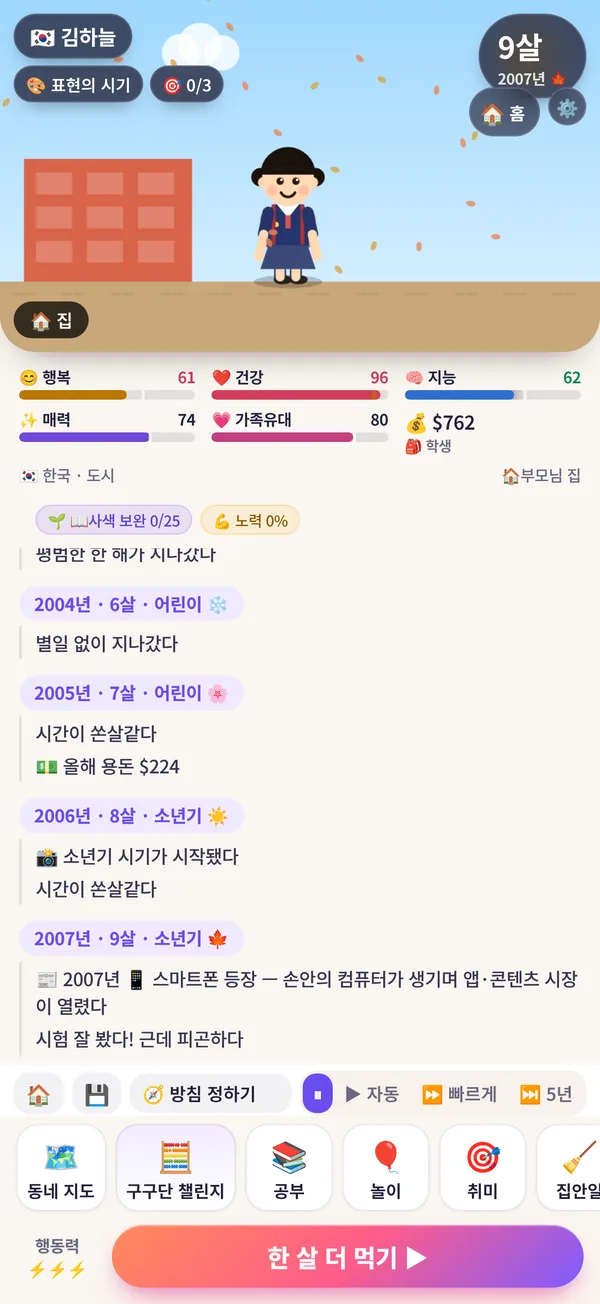 🇰🇷 김하늘
9살
2007년 🍁
🎨 표현의 시기
🎯 0/3
🏠 홈
🏠 집
😊 행복 61
❤️ 건강 96
🧠 지능 62
✨ 매력 74
💗 가족유대 80
💰 $762
🎒 학생
🇰🇷 한국 · 도시
🏠부모님 집
🌱 📖사색 보완 0/25
💪 노력 0%
평범한 한 해가 지나갔다
2004년 · 6살 · 어린이 ❄️
별일 없이 지나갔다
2005년 · 7살 · 어린이 🌸
시간이 쏜살같다
💵 올해 용돈 $224
2006년 · 8살 · 소년기 ☀️
📸 소년기 시기가 시작됐다
시간이 쏜살같다
2007년 · 9살 · 소년기 🍁
📰 2007년 📱 스마트폰 등장 — 손안의 컴퓨터가 생기며 앱·콘텐츠 시장
이 열렸다
시험 잘 봤다! 근데 피곤하다
🧭 방침 정하기
▶ 자동
⏩ 빠르게
⏭ 5년
동네 지도
구구단 챌린지
공부
놀이
취미
집안일
행동력
⚡⚡⚡
한 살 더 먹기 ▶